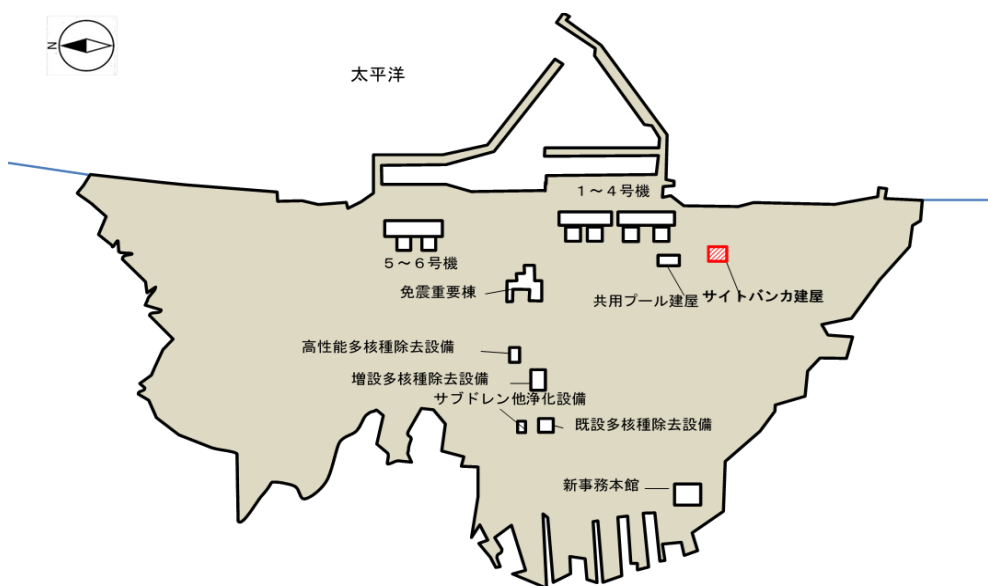 N
太平洋
１～４号機
５～６号機
免震重要棟
共用プール建屋
サイトバンカ建屋
高性能多核種除去設備
増設多核種除去設備
サブドレン他浄化設備
既設多核種除去設備
新事務本館